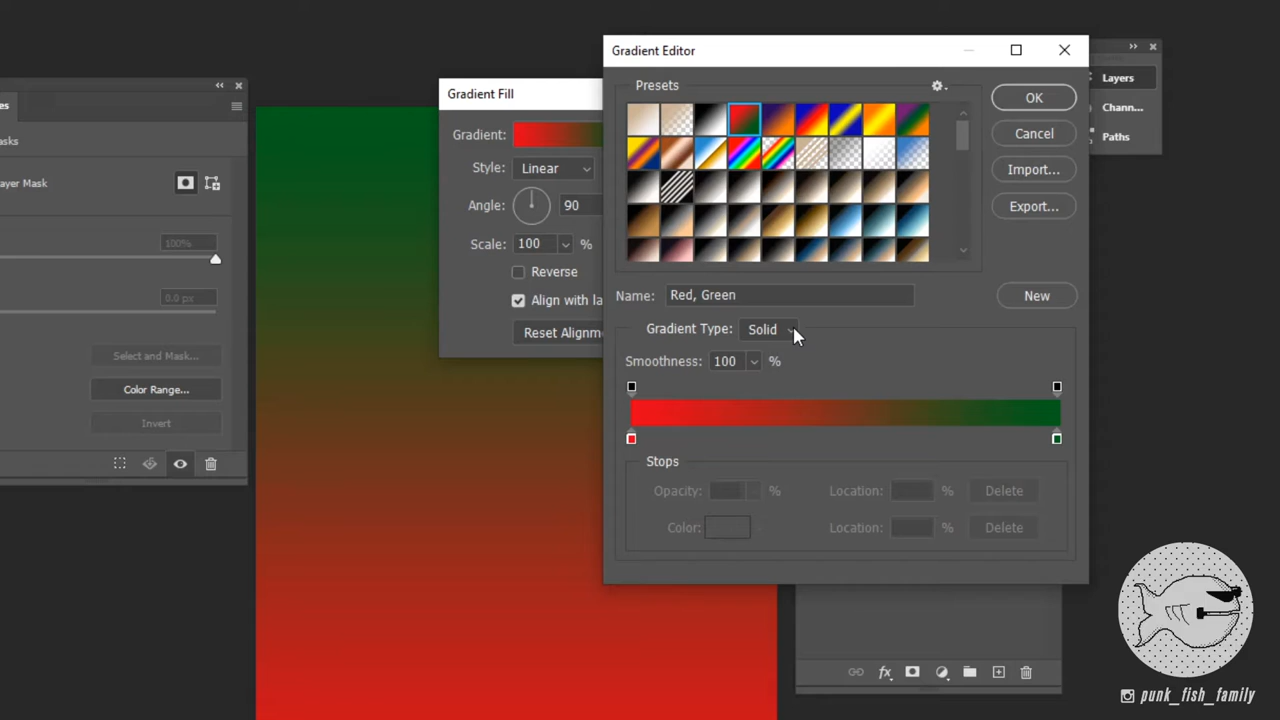 Gradient Editor
Presets
OK
Cancel
Import...
Export...
Name: Red, Green
New
Gradient Type: Solid
Smoothness: 100 %
Stops
Opacity: % Location: % Delete
Color: Location: % Delete
Gradient Fill
Gradient:
Style: Linear
Angle: 90
Scale: 100 %
Reverse
Align with la
Reset Alignme
ayer Mask
100%
0.0 px
Select and Mask...
Color Range...
Invert
Layers
Chann...
Paths
fx
punk_fish_family